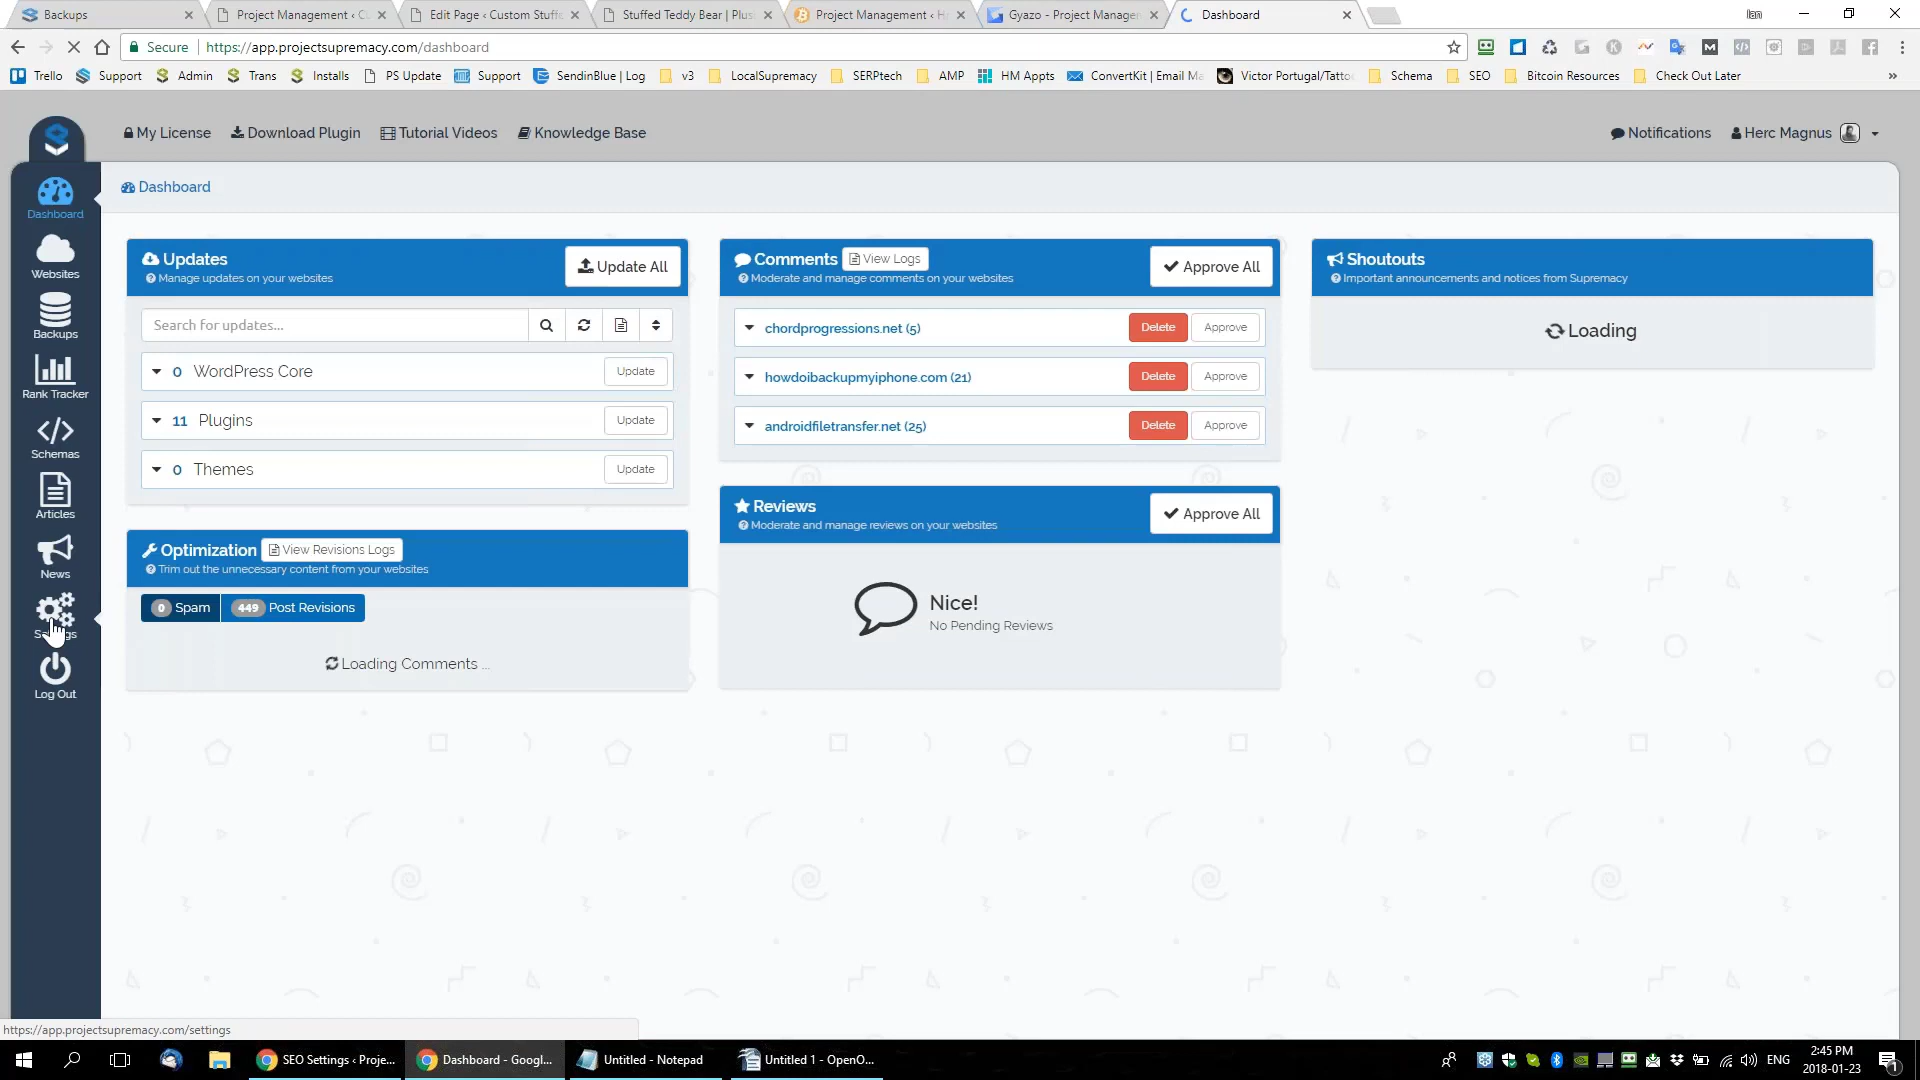 Backups
Project Management ‹ Cu
Edit Page ‹ Custom Stuffe
Stuffed Teddy Bear | Plus
Project Management ‹ H
Gyazo - Project Managem
Dashboard
Ian
Secure https://app.projectsupremacy.com/dashboard
Trello Support Admin Trans Installs PS Update Support SendinBlue | Log v3 LocalSupremacy SERPtech AMP HM Appts ConvertKit | Email Ma Victor Portugal/Tattoo Schema SEO Bitcoin Resources Check Out Later »
My License Download Plugin Tutorial Videos Knowledge Base Notifications Herc Magnus
Dashboard
Websites
Backups
Rank Tracker
Schemas
Articles
News
Log Out
Dashboard
Updates
Manage updates on your websites
Update All
Search for updates...
0 WordPress Core Update
11 Plugins Update
0 Themes Update
Optimization View Revisions Logs
Trim out the unnecessary content from your websites
0 Spam 449 Post Revisions
Loading Comments ...
Comments View Logs
Moderate and manage comments on your websites
Approve All
chordprogressions.net (5) Delete Approve
howdoibackupmyiphone.com (21) Delete Approve
androidfiletransfer.net (25) Delete Approve
Reviews
Moderate and manage reviews on your websites
Approve All
Nice!
No Pending Reviews
Shoutouts
Important announcements and notices from Supremacy
Loading
https://app.projectsupremacy.com/settings
SEO Settings ‹ Proje...
Dashboard - Googl...
Untitled - Notepad
Untitled 1 - OpenO...
ENG
2:45 PM
2018-01-23
1